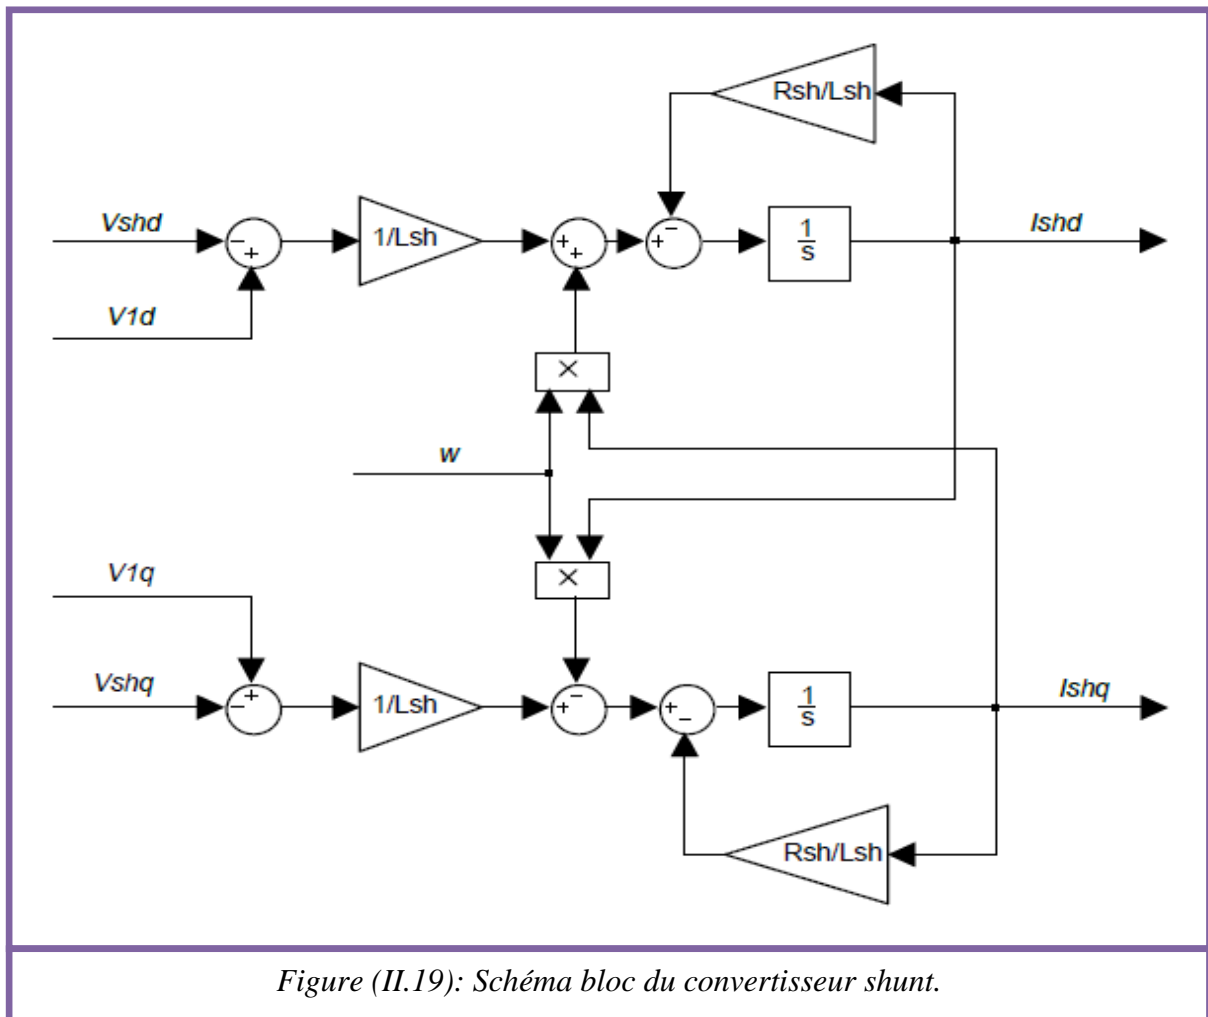 Rsh/Lsh
Vshd
1/Lsh
1
s
Ishd
V1d
w
V1q
Vshq
1/Lsh
1
s
Ishq
Rsh/Lsh
Figure (II.19): Schéma bloc du convertisseur shunt.